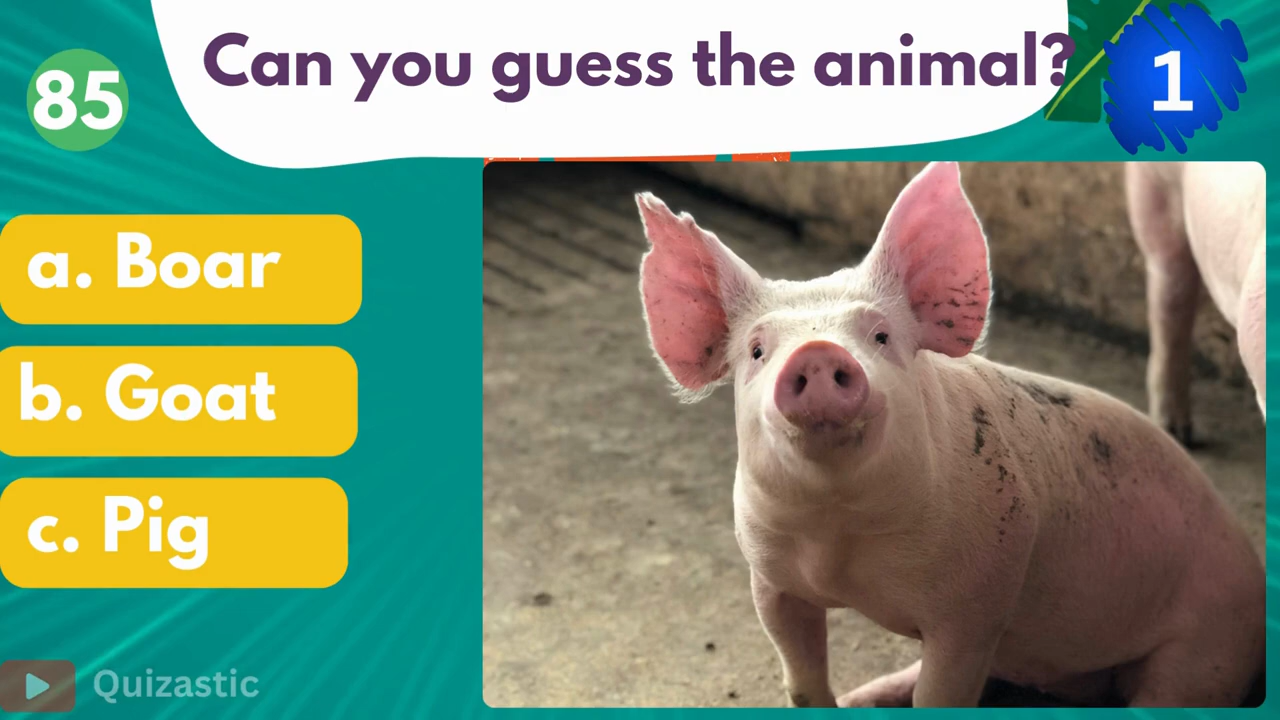 Can you guess the animal?
85
1
a. Boar
b. Goat
c. Pig
Quizastic